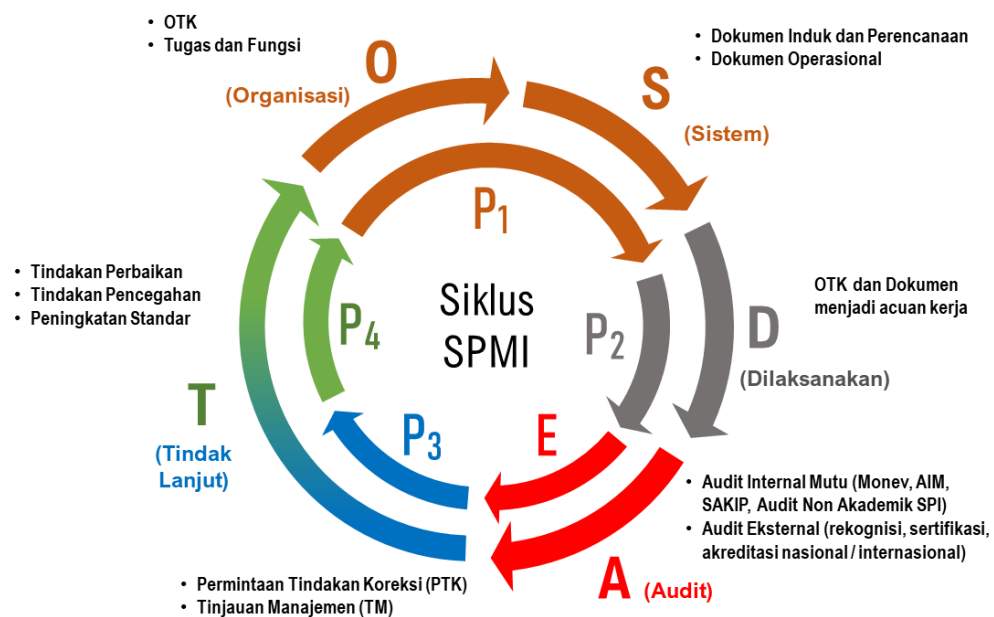 • OTK
• Tugas dan Fungsi
O
(Organisasi)
• Dokumen Induk dan Perencanaan
• Dokumen Operasional
S
(Sistem)
P1
Siklus
SPMI
P2
OTK dan Dokumen
menjadi acuan kerja
D
(Dilaksanakan)
• Tindakan Perbaikan
• Tindakan Pencegahan
• Peningkatan Standar
P4
T
(Tindak
Lanjut)
P3
E
• Audit Internal Mutu (Monev, AIM,
SAKIP, Audit Non Akademik SPI)
• Audit Eksternal (rekognisi, sertifikasi,
akreditasi nasional / internasional)
A (Audit)
• Permintaan Tindakan Koreksi (PTK)
• Tinjauan Manajemen (TM)